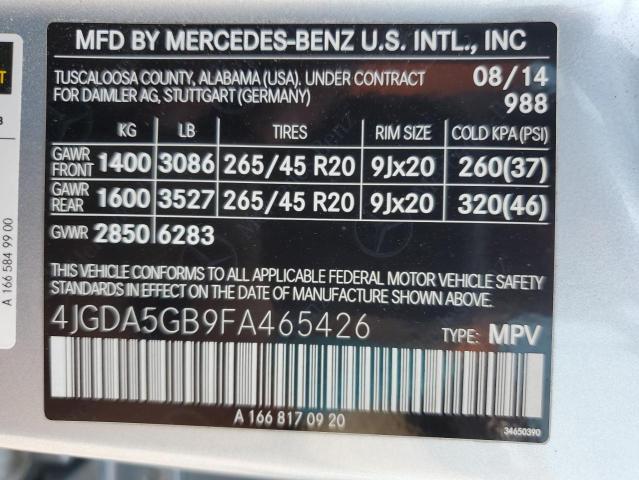 MFD BY MERCEDES-BENZ U.S. INTL., INC
TUSCALOOSA COUNTY, ALABAMA (USA), UNDER CONTRACT 08/14
FOR DAIMLER AG, STUTTGART (GERMANY) 988
KG LB TIRES RIM SIZE COLD KPA (PSI)
GAWR FRONT 1400 3086 265/45 R20 9Jx20 260(37)
GAWR REAR 1600 3527 265/45 R20 9Jx20 320(46)
GVWR 2850 6283
THIS VEHICLE CONFORMS TO ALL APPLICABLE FEDERAL MOTOR VEHICLE SAFETY
STANDARDS IN EFFECT ON THE DATE OF MANUFACTURE SHOWN ABOVE
4JGDA5GB9FA465426 TYPE: MPV
A 166 817 09 20
34650390
A 166 584 99 00